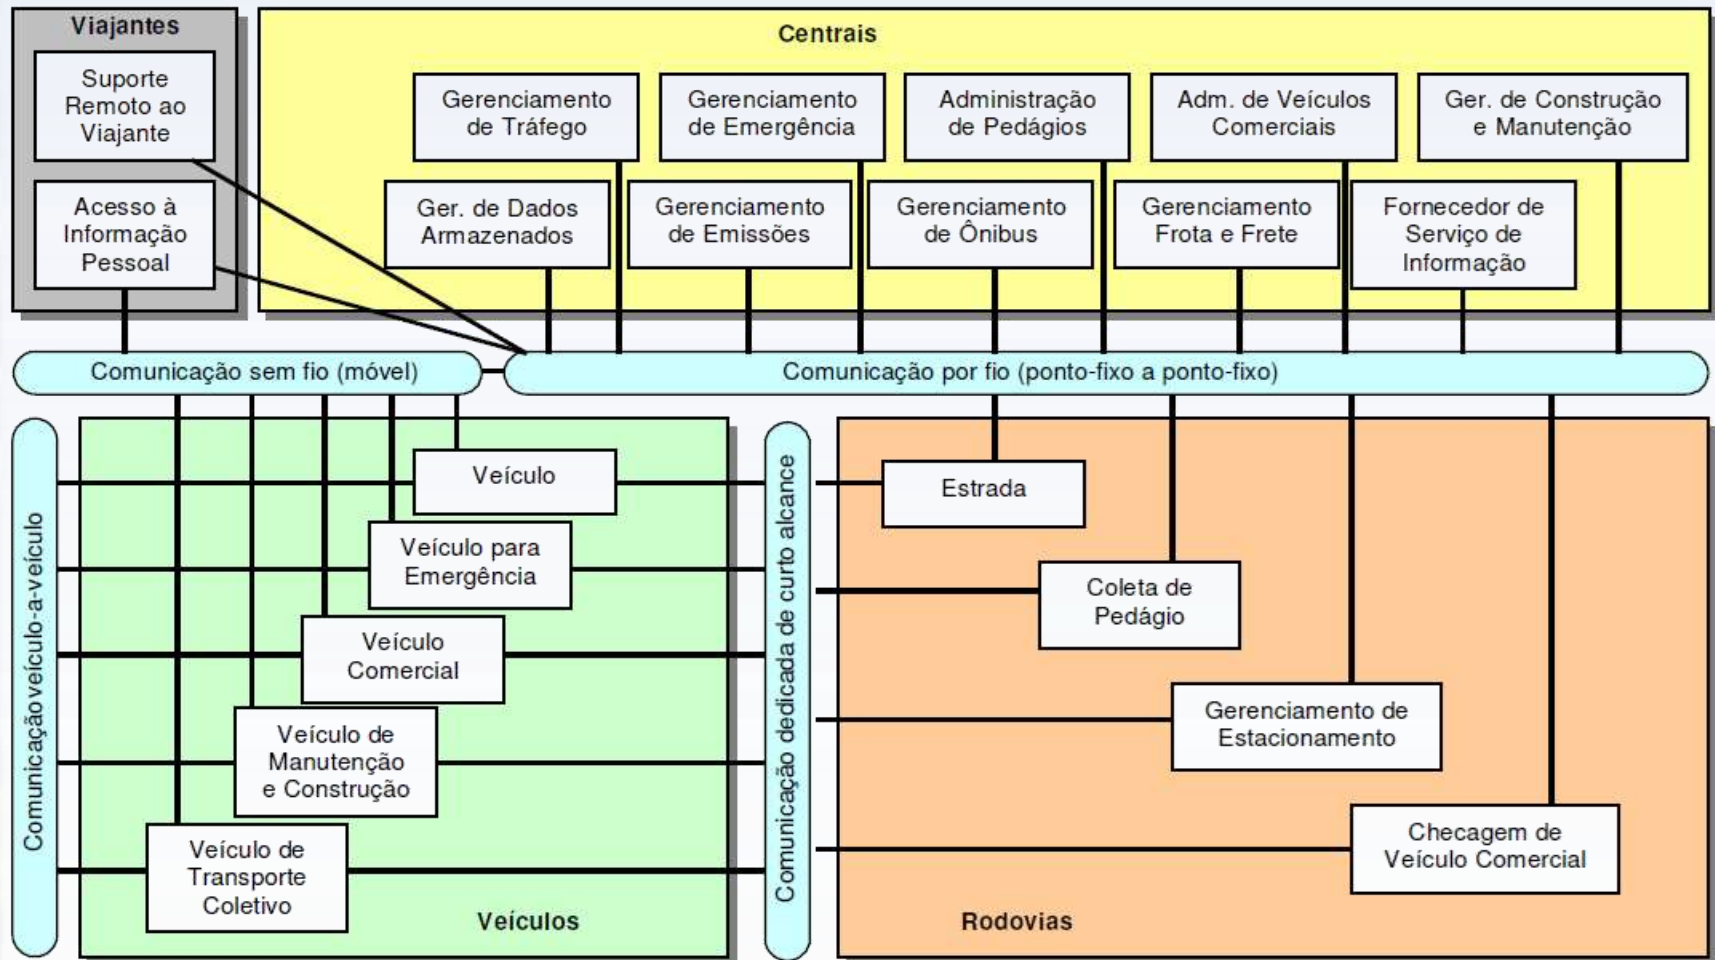 Viajantes
Suporte
Remoto ao
Viajante
Acesso à
Informação
Pessoal
Centrais
Gerenciamento
de Tráfego
Gerenciamento
de Emergência
Administração
de Pedágios
Adm. de Veículos
Comerciais
Ger. de Construção
e Manutenção
Ger. de Dados
Armazenados
Gerenciamento
de Emissões
Gerenciamento
de Ônibus
Gerenciamento
Frota e Frete
Fornecedor de
Serviço de
Informação
Comunicação sem fio (móvel)
Comunicação por fio (ponto-fixo a ponto-fixo)
Comunicação veículo-a-veículo
Veículo
Veículo para
Emergência
Veículo
Comercial
Veículo de
Manutenção
e Construção
Veículo de
Transporte
Coletivo
Veículos
Comunicação dedicada de curto alcance
Estrada
Coleta de
Pedágio
Gerenciamento de
Estacionamento
Checagem de
Veículo Comercial
Rodovias